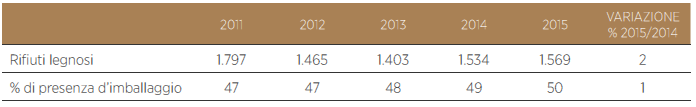 2011 2012 2013 2014 2015 VARIAZIONE % 2015/2014
Rifiuti legnosi 1.797 1.465 1.403 1.534 1.569 2
% di presenza d'imballaggio 47 47 48 49 50 1